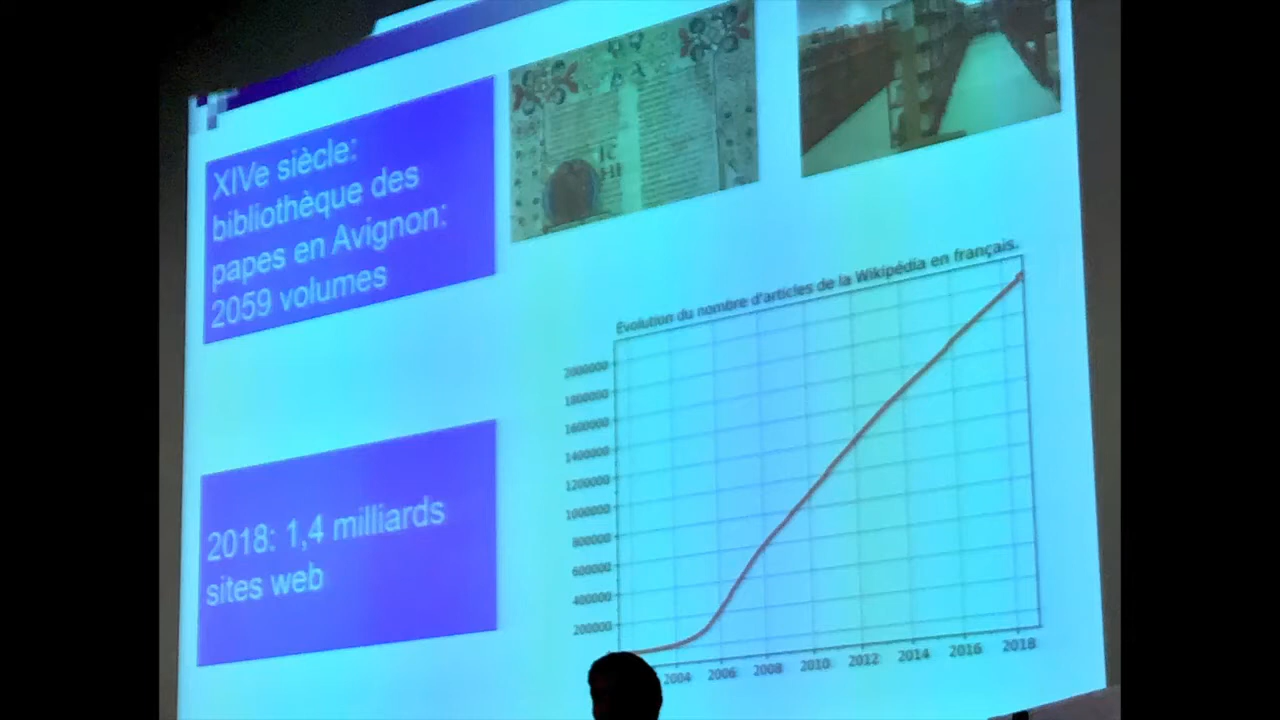 XIVe siècle:
bibliothèque des
papes en Avignon:
2059 volumes
2018: 1,4 milliards
sites web
Evolution du nombre d'articles de la Wikipédia en français.
2000000
1800000
1600000
1400000
1200000
1000000
800000
600000
400000
200000
2004 2006 2008 2010 2012 2014 2016 2018